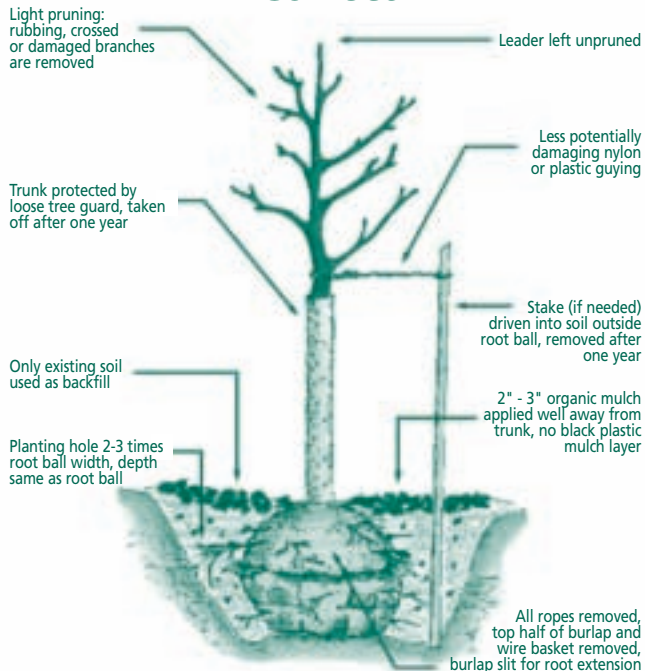 Light pruning:
rubbing, crossed
or damaged branches
are removed
Leader left unpruned
Less potentially
damaging nylon
or plastic guying
Trunk protected by
loose tree guard, taken
off after one year
Stake (if needed)
driven into soil outside
root ball, removed after
one year
Only existing soil
used as backfill
2" - 3" organic mulch
applied well away from
trunk, no black plastic
mulch layer
Planting hole 2-3 times
root ball width, depth
same as root ball
All ropes removed,
top half of burlap and
wire basket removed,
burlap slit for root extension